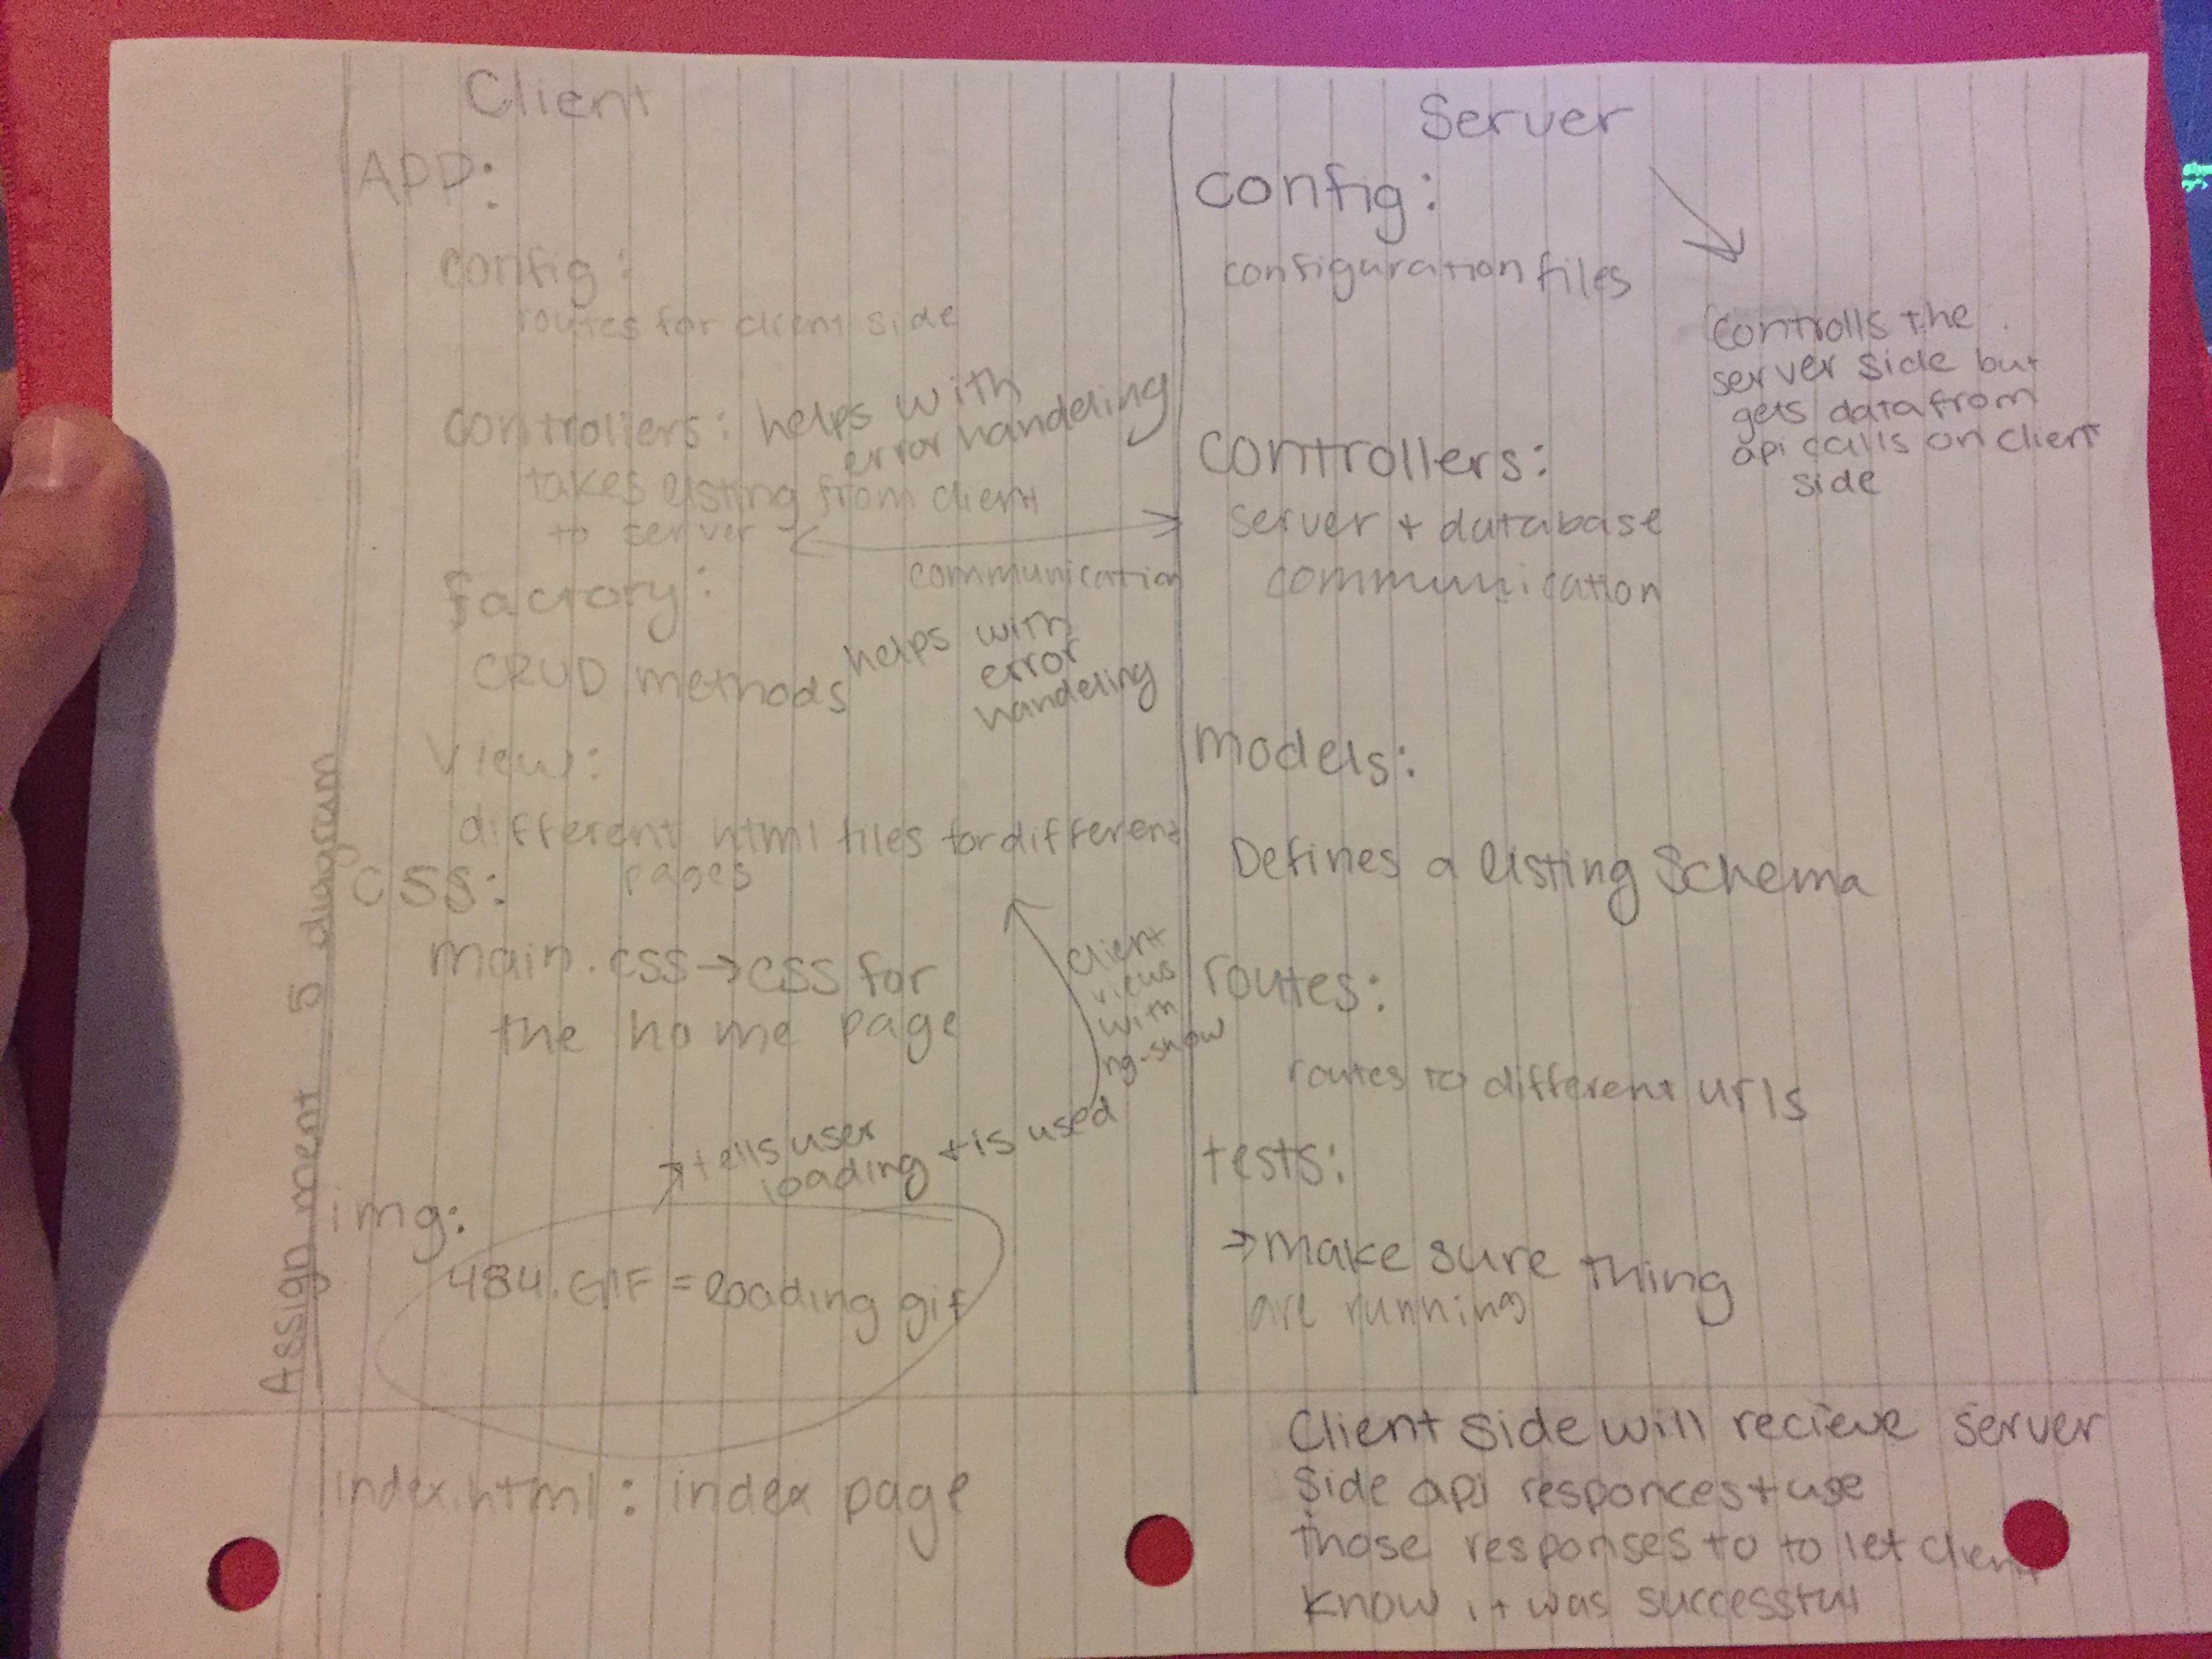 Assignment 5 diagram
Client
APP:
config:
routes for client side
controllers: helps with
error handeling
takes listing from client
to server
communication
factory:
CRUD methods helps with
error
handeling
View:
different html files for different
pages
CSS:
main.css → css for
the home page
client
views
with
ng-show
→ tells user
loading + is used
img:
484.GIF = loading gif
index.html: index page
Server
config:
configuration files
controlls the
server side but
gets data from
api calls on client
side
controllers:
server + database
communication
models:
Defines a listing Schema
routes:
routes to different urls
tests:
→ make sure thing
are running
Client side will recieve server
side api responces + use
those responses to to let client
know it was successful